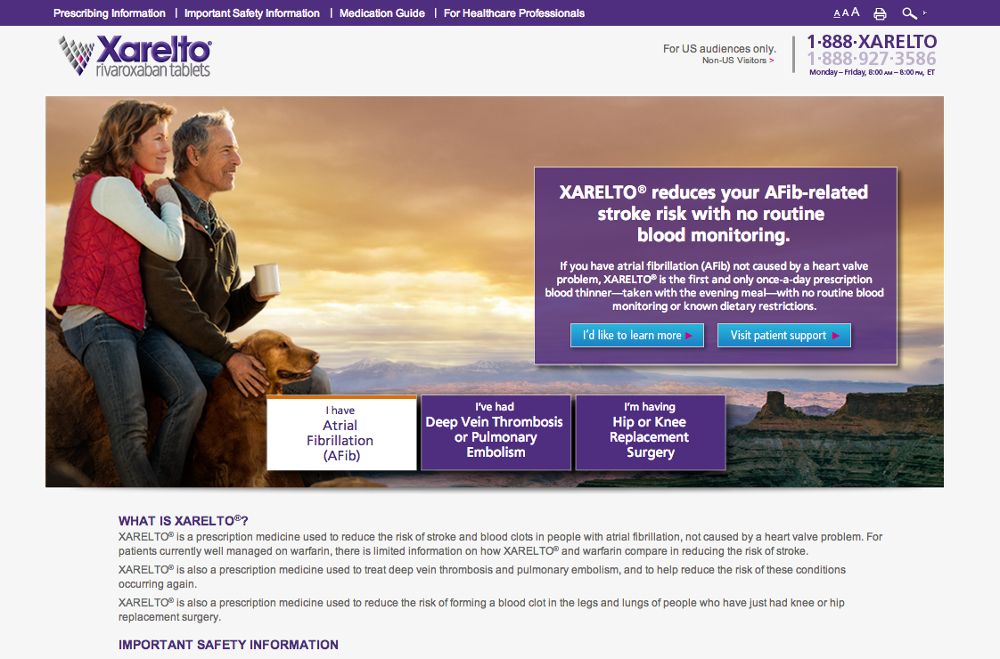 Prescribing Information | Important Safety Information | Medication Guide | For Healthcare Professionals
A A A
Xarelto®
rivaroxaban tablets
For US audiences only.
Non-US Visitors >
1·888·XARELTO
1·888·927·3586
Monday – Friday, 8:00 AM – 8:00 PM, ET
XARELTO® reduces your AFib-related
stroke risk with no routine
blood monitoring.
If you have atrial fibrillation (AFib) not caused by a heart valve
problem, XARELTO® is the first and only once-a-day prescription
blood thinner—taken with the evening meal—with no routine blood
monitoring or known dietary restrictions.
I'd like to learn more
Visit patient support
I have
Atrial
Fibrillation
(AFib)
I've had
Deep Vein Thrombosis
or Pulmonary
Embolism
I'm having
Hip or Knee
Replacement
Surgery
WHAT IS XARELTO®?
XARELTO® is a prescription medicine used to reduce the risk of stroke and blood clots in people with atrial fibrillation, not caused by a heart valve problem. For
patients currently well managed on warfarin, there is limited information on how XARELTO® and warfarin compare in reducing the risk of stroke.
XARELTO® is also a prescription medicine used to treat deep vein thrombosis and pulmonary embolism, and to help reduce the risk of these conditions
occurring again.
XARELTO® is also a prescription medicine used to reduce the risk of forming a blood clot in the legs and lungs of people who have just had knee or hip
replacement surgery.
IMPORTANT SAFETY INFORMATION